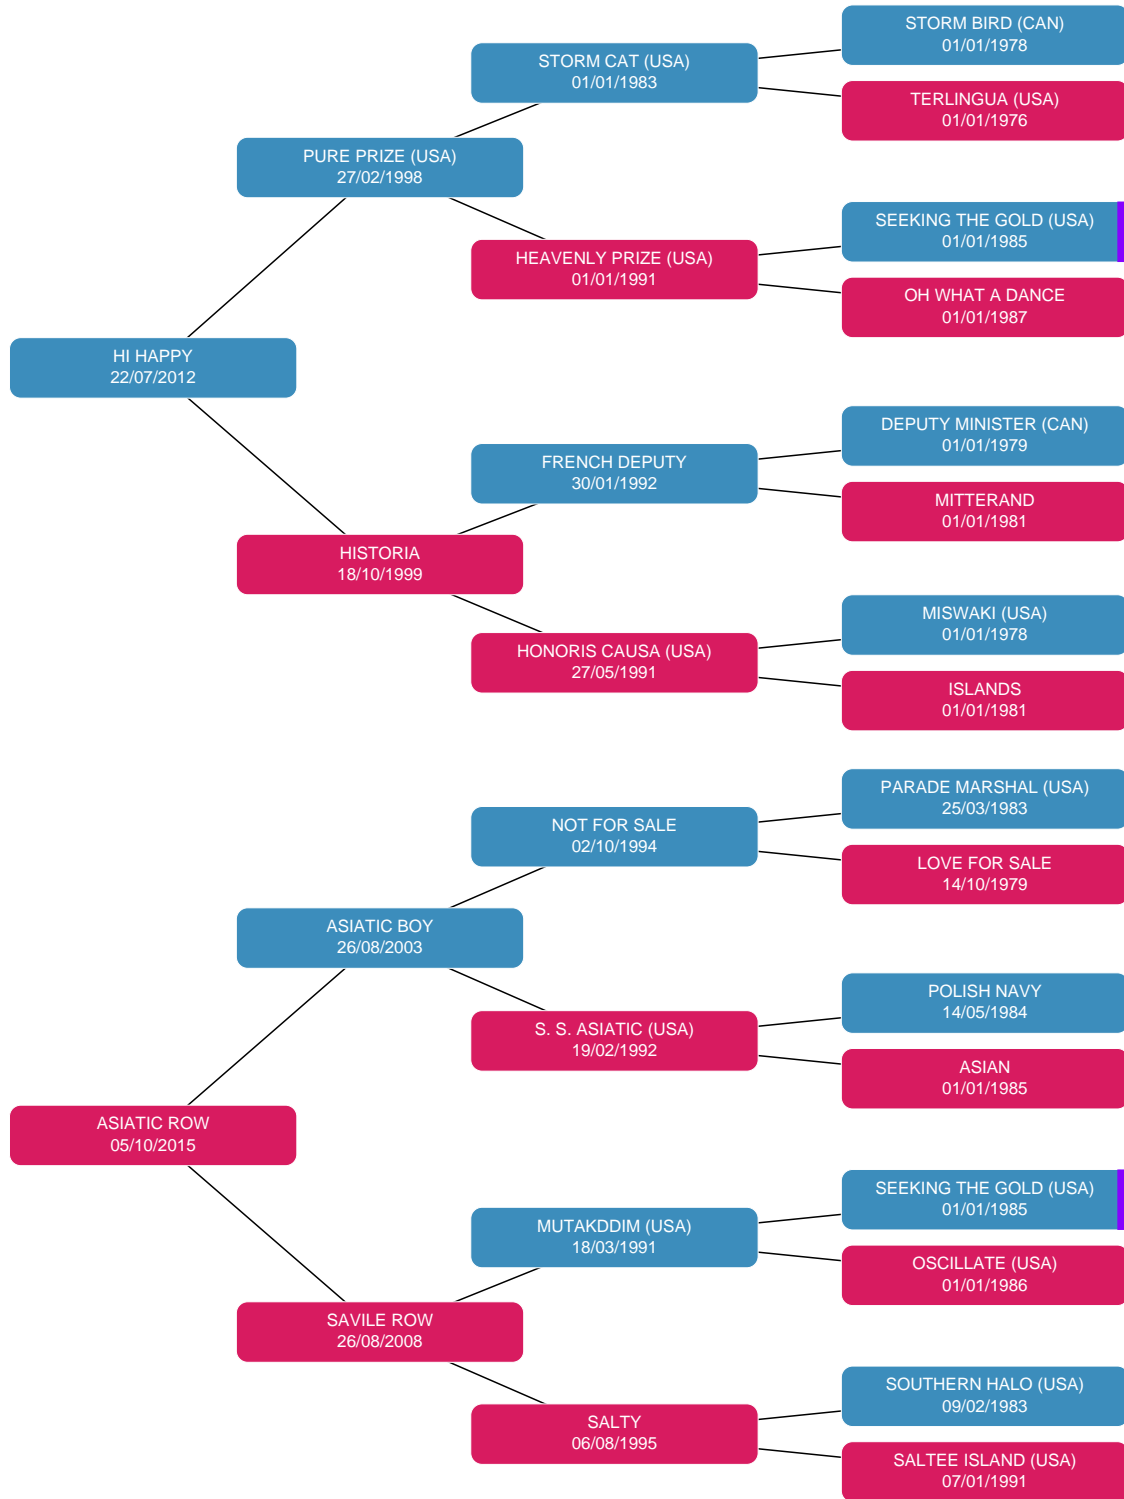 STORM BIRD (CAN)
01/01/1978
STORM CAT (USA)
01/01/1983
TERLINGUA (USA)
01/01/1976
PURE PRIZE (USA)
27/02/1998
SEEKING THE GOLD (USA)
01/01/1985
HEAVENLY PRIZE (USA)
01/01/1991
OH WHAT A DANCE
01/01/1987
HI HAPPY
22/07/2012
DEPUTY MINISTER (CAN)
01/01/1979
FRENCH DEPUTY
30/01/1992
MITTERAND
01/01/1981
HISTORIA
18/10/1999
MISWAKI (USA)
01/01/1978
HONORIS CAUSA (USA)
27/05/1991
ISLANDS
01/01/1981
PARADE MARSHAL (USA)
25/03/1983
NOT FOR SALE
02/10/1994
LOVE FOR SALE
14/10/1979
ASIATIC BOY
26/08/2003
POLISH NAVY
14/05/1984
S. S. ASIATIC (USA)
19/02/1992
ASIAN
01/01/1985
ASIATIC ROW
05/10/2015
SEEKING THE GOLD (USA)
01/01/1985
MUTAKDDIM (USA)
18/03/1991
OSCILLATE (USA)
01/01/1986
SAVILE ROW
26/08/2008
SOUTHERN HALO (USA)
09/02/1983
SALTY
06/08/1995
SALTEE ISLAND (USA)
07/01/1991